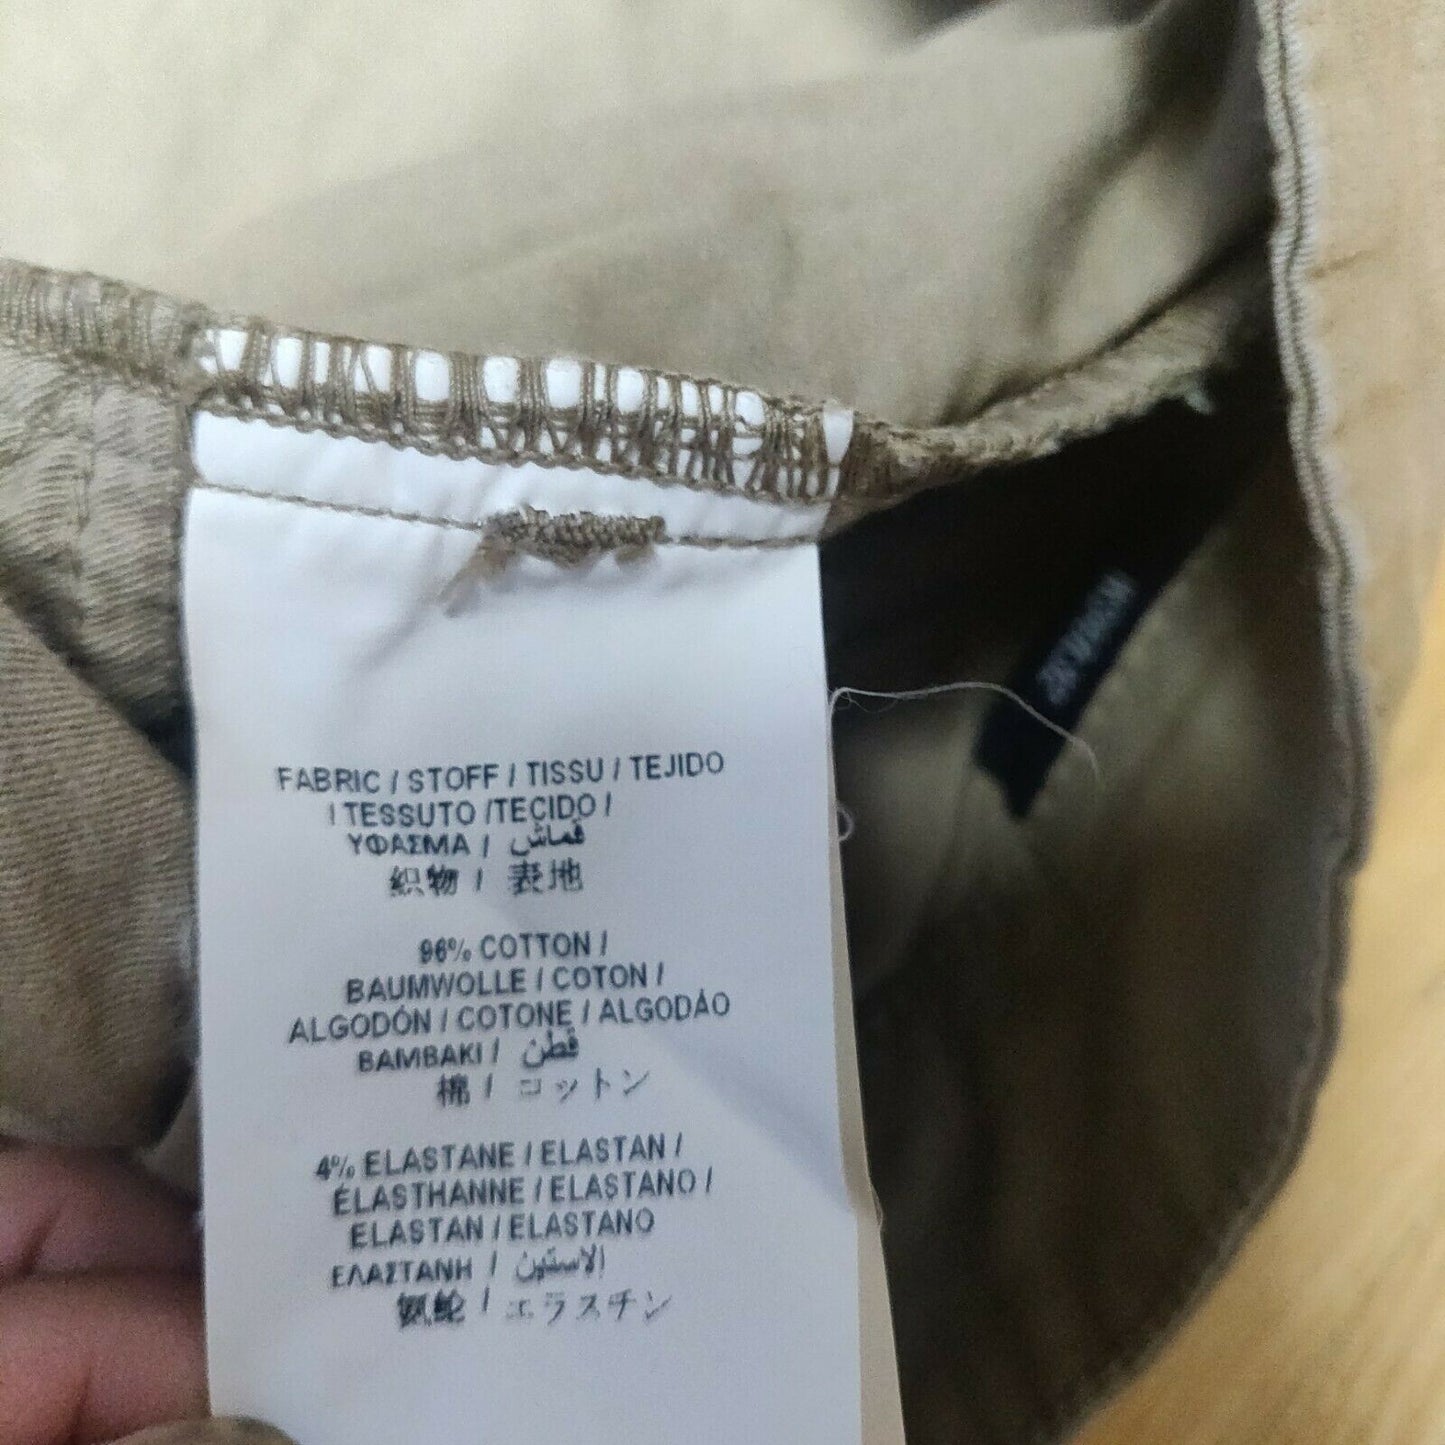 FABRIC / STOFF / TISSU / TEJIDO
/ TESSUTO /TECIDO /
ΥΦΑΣΜΑ / قماش
织物 / 表地
96% COTTON /
BAUMWOLLE / COTON /
ALGODÓN / COTONE / ALGODÃO
BAMBAKI / قطن
棉 / コットン
4% ELASTANE / ELASTAN /
ÉLASTHANNE / ELASTANO /
ELASTAN / ELASTANO
ΕΛΑΣΤΑΝΗ / الاستين
氨纶 / エラスチン